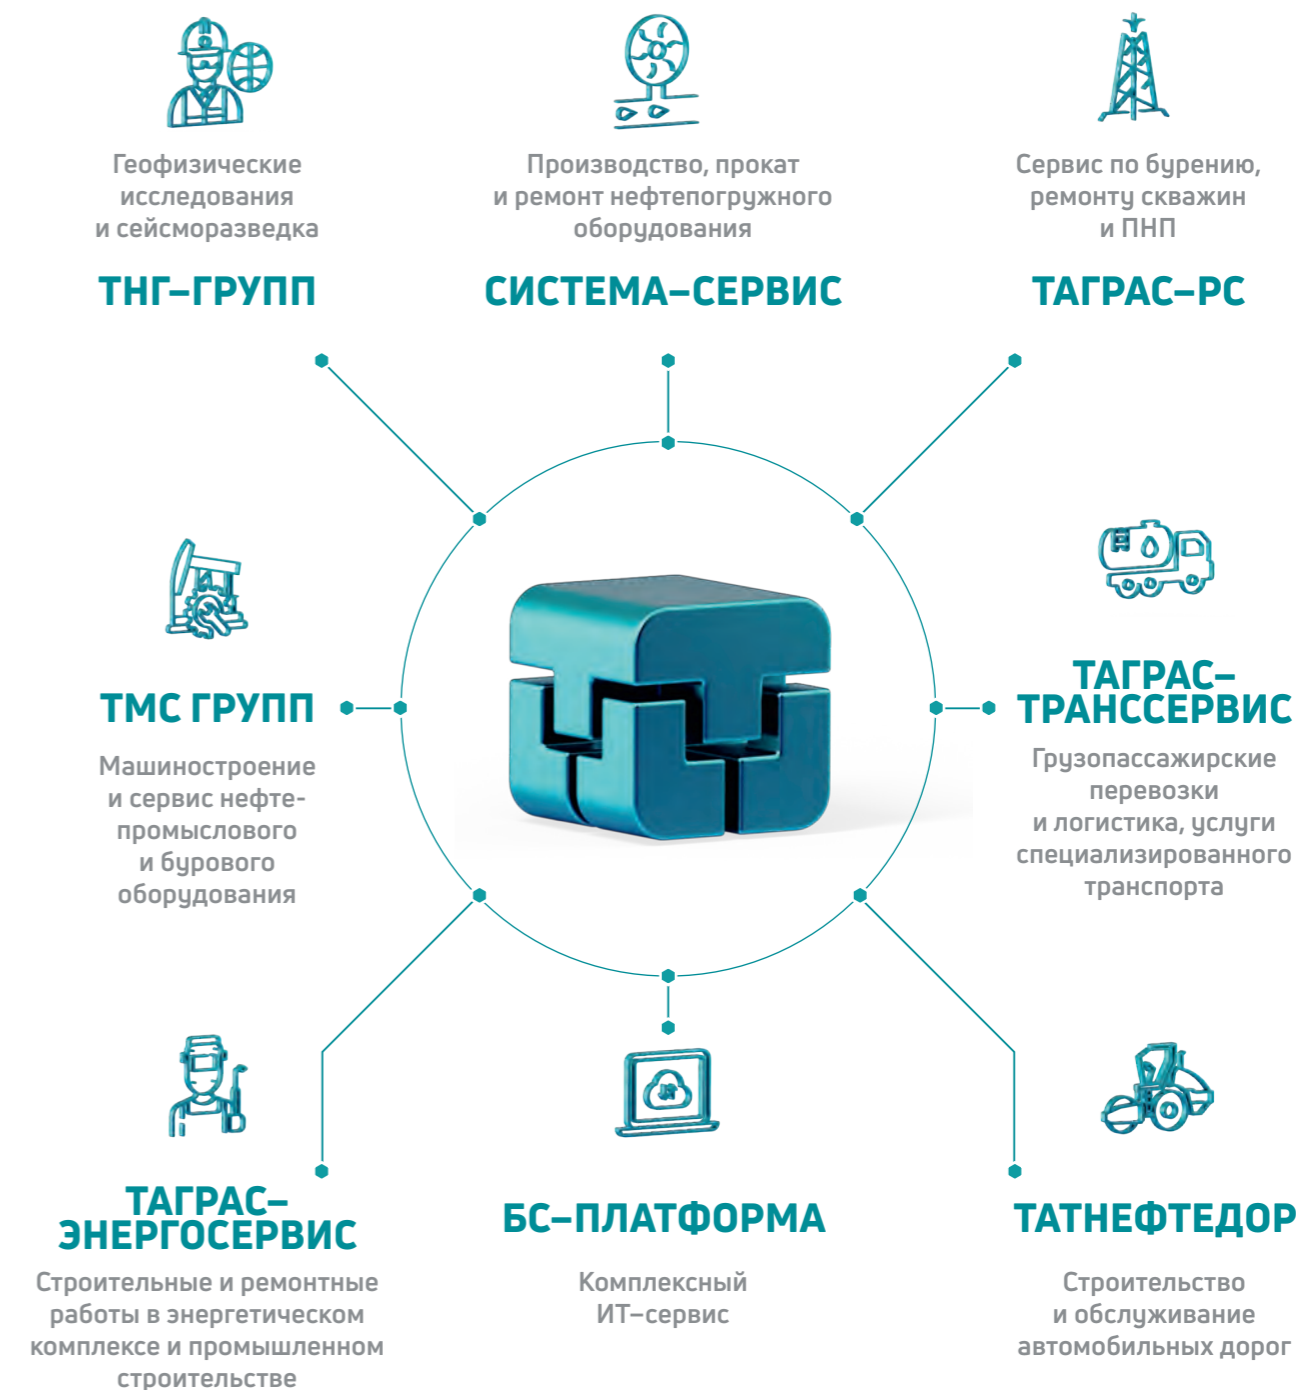 Геофизические
исследования
и сейсморазведка
ТНГ–ГРУПП
Производство, прокат
и ремонт нефтепогружного
оборудования
СИСТЕМА–СЕРВИС
Сервис по бурению,
ремонту скважин
и ПНП
ТАГРАС–РС
ТМС ГРУПП
Машиностроение
и сервис нефте-
промыслового
и бурового
оборудования
ТАГРАС–
ТРАНССЕРВИС
Грузопассажирские
перевозки
и логистика, услуги
специализированного
транспорта
ТАГРАС–
ЭНЕРГОСЕРВИС
Строительные и ремонтные
работы в энергетическом
комплексе и промышленном
строительстве
БС–ПЛАТФОРМА
Комплексный
ИТ–сервис
ТАТНЕФТЕДОР
Строительство
и обслуживание
автомобильных дорог